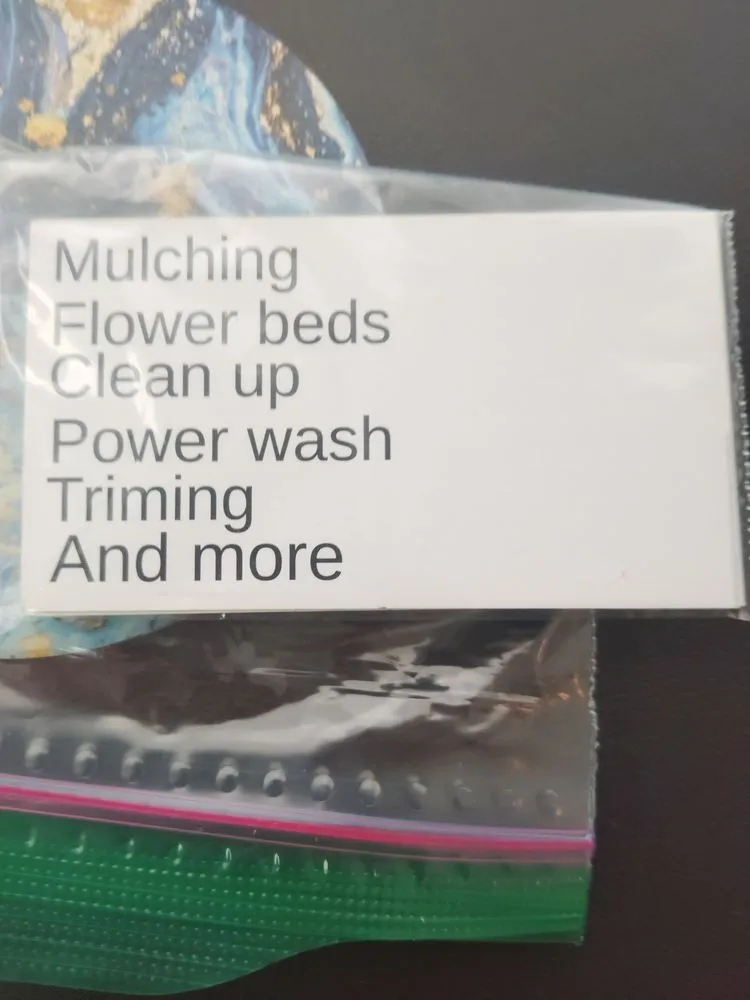 Mulching
Flower beds
Clean up
Power wash
Triming
And more